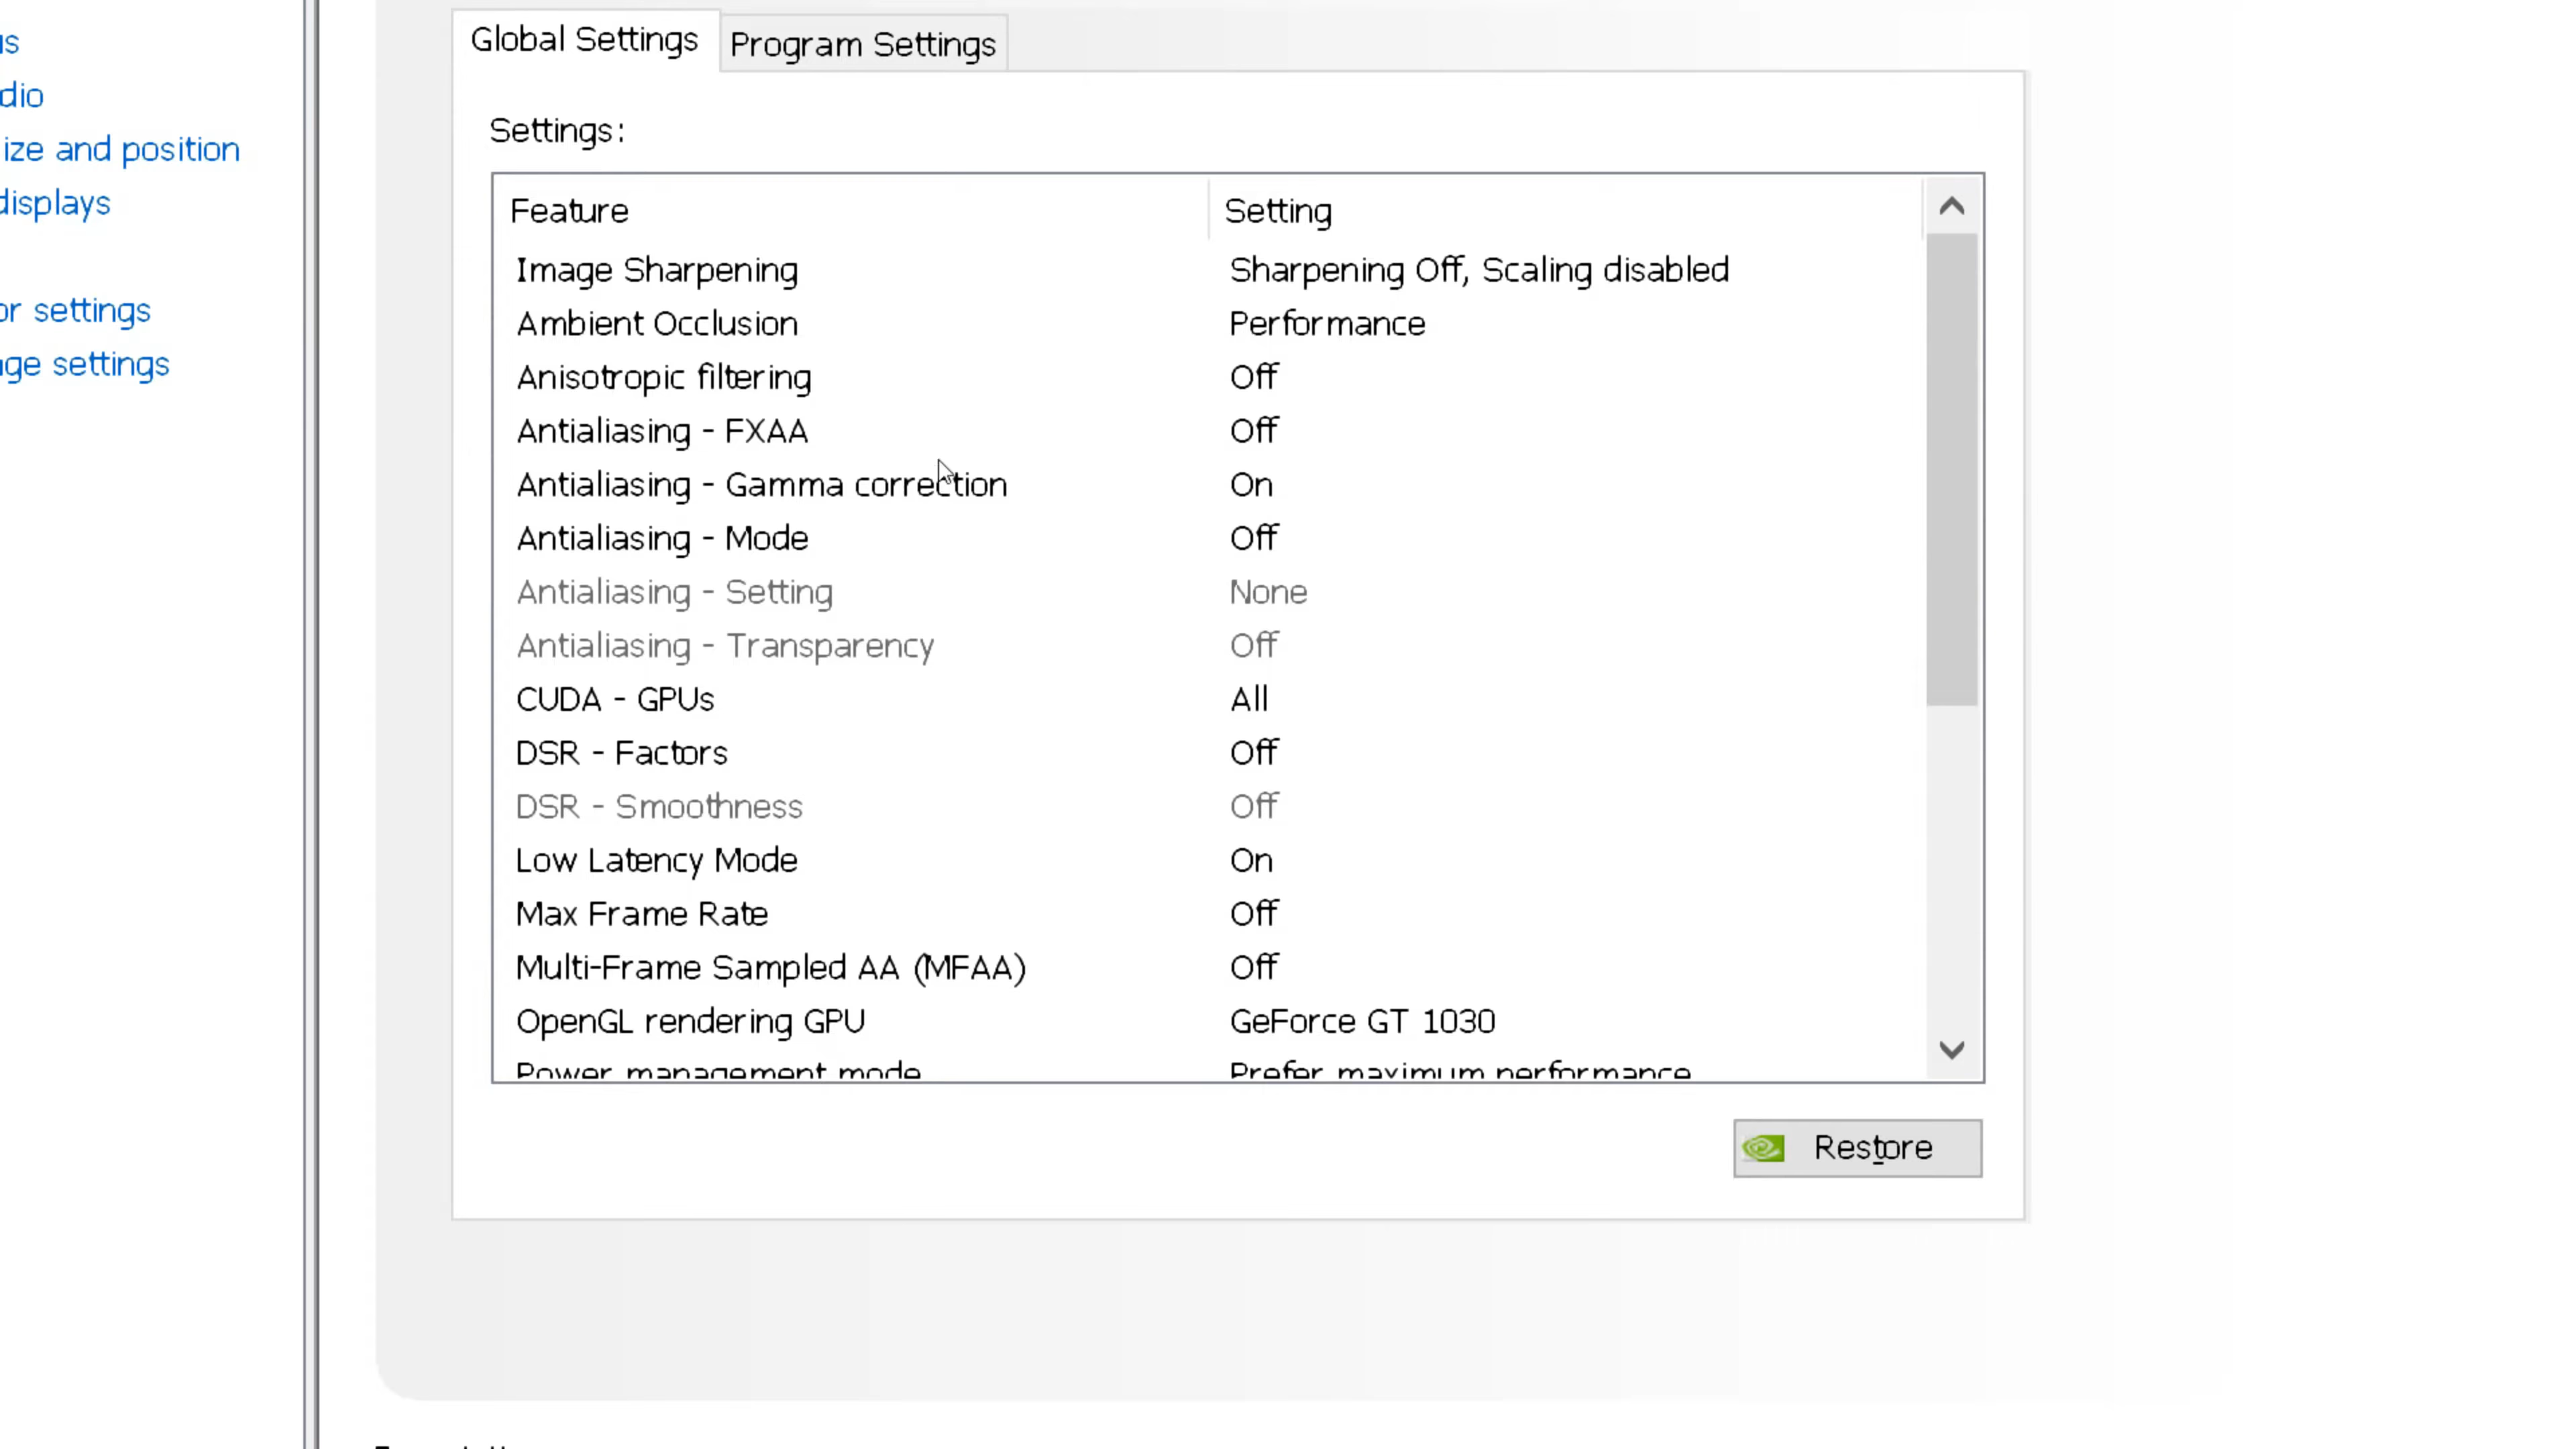 Global Settings Program Settings
Settings:
Feature Setting
Image Sharpening Sharpening Off, Scaling disabled
Ambient Occlusion Performance
Anisotropic filtering Off
Antialiasing - FXAA Off
Antialiasing - Gamma correction On
Antialiasing - Mode Off
Antialiasing - Setting None
Antialiasing - Transparency Off
CUDA - GPUs All
DSR - Factors Off
DSR - Smoothness Off
Low Latency Mode On
Max Frame Rate Off
Multi-Frame Sampled AA (MFAA) Off
OpenGL rendering GPU GeForce GT 1030
Power management mode Prefer maximum performance
Restore
dio
ize and position
displays
or settings
ge settings